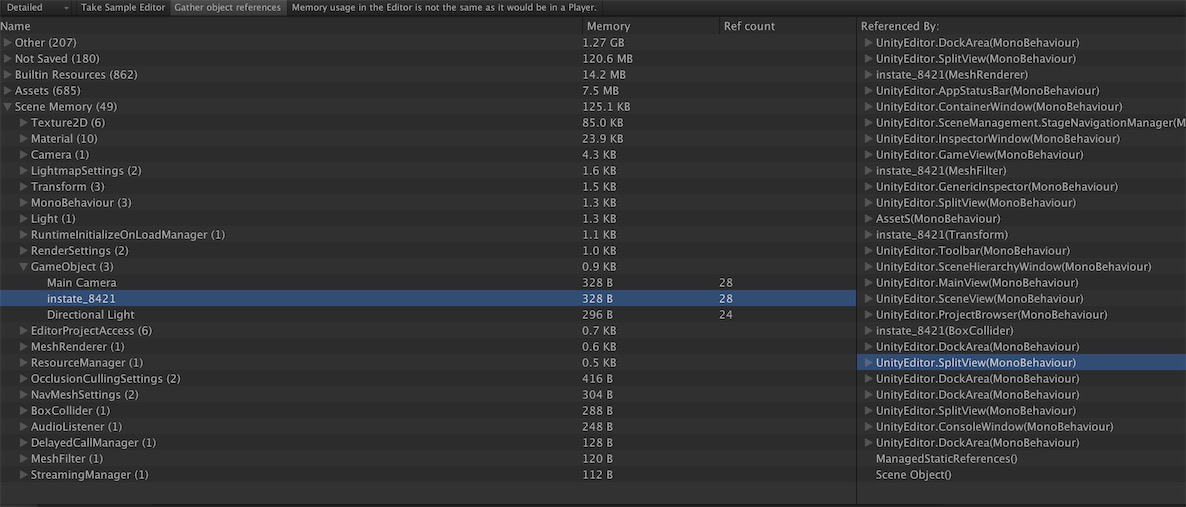 Detailed Take Sample Editor Gather object references Memory usage in the Editor is not the same as it would be in a Player.
Name Memory Ref count Referenced By:
Other (207) 1.27 GB UnityEditor.DockArea(MonoBehaviour)
Not Saved (180) 120.6 MB UnityEditor.SplitView(MonoBehaviour)
Builtin Resources (862) 14.2 MB instate_8421(MeshRenderer)
Assets (685) 7.5 MB UnityEditor.AppStatusBar(MonoBehaviour)
Scene Memory (49) 125.1 KB UnityEditor.ContainerWindow(MonoBehaviour)
Texture2D (6) 85.0 KB UnityEditor.SceneManagement.StageNavigationManager(M
Material (10) 23.9 KB UnityEditor.InspectorWindow(MonoBehaviour)
Camera (1) 4.3 KB UnityEditor.GameView(MonoBehaviour)
LightmapSettings (2) 1.6 KB instate_8421(MeshFilter)
Transform (3) 1.5 KB UnityEditor.GenericInspector(MonoBehaviour)
MonoBehaviour (3) 1.3 KB UnityEditor.SplitView(MonoBehaviour)
Light (1) 1.3 KB AssetS(MonoBehaviour)
RuntimeInitializeOnLoadManager (1) 1.1 KB instate_8421(Transform)
RenderSettings (2) 1.0 KB UnityEditor.Toolbar(MonoBehaviour)
GameObject (3) 0.9 KB UnityEditor.SceneHierarchyWindow(MonoBehaviour)
Main Camera 328 B 28 UnityEditor.MainView(MonoBehaviour)
instate_8421 328 B 28 UnityEditor.SceneView(MonoBehaviour)
Directional Light 296 B 24 UnityEditor.ProjectBrowser(MonoBehaviour)
EditorProjectAccess (6) 0.7 KB instate_8421(BoxCollider)
MeshRenderer (1) 0.6 KB UnityEditor.DockArea(MonoBehaviour)
ResourceManager (1) 0.5 KB UnityEditor.SplitView(MonoBehaviour)
OcclusionCullingSettings (2) 416 B UnityEditor.DockArea(MonoBehaviour)
NavMeshSettings (2) 304 B UnityEditor.DockArea(MonoBehaviour)
BoxCollider (1) 288 B UnityEditor.SplitView(MonoBehaviour)
AudioListener (1) 248 B UnityEditor.ConsoleWindow(MonoBehaviour)
DelayedCallManager (1) 128 B UnityEditor.DockArea(MonoBehaviour)
MeshFilter (1) 120 B ManagedStaticReferences()
StreamingManager (1) 112 B Scene Object()